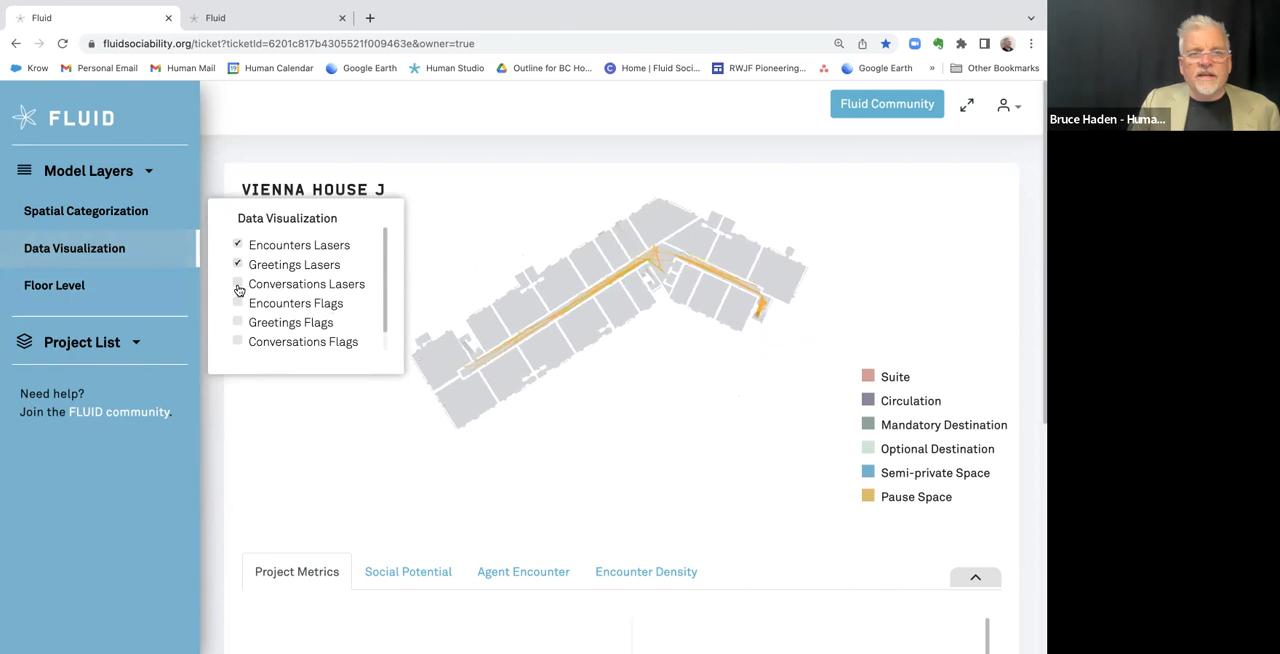 Fluid
Fluid
fluidsociability.org/ticket?ticketId=6201c817b4305521f009463e&owner=true
Krow
Personal Email
Human Mail
Human Calendar
Google Earth
Human Studio
Outline for BC Ho...
Home | Fluid Soci...
RWJF Pioneering...
Google Earth
»
Other Bookmarks
Bruce Haden - Huma...
FLUID
Fluid Community
Model Layers
Spatial Categorization
Data Visualization
Floor Level
Project List
Need help?
Join the FLUID community.
VIENNA HOUSE J
Data Visualization
Encounters Lasers
Greetings Lasers
Conversations Lasers
Encounters Flags
Greetings Flags
Conversations Flags
Suite
Circulation
Mandatory Destination
Optional Destination
Semi-private Space
Pause Space
Project Metrics
Social Potential
Agent Encounter
Encounter Density